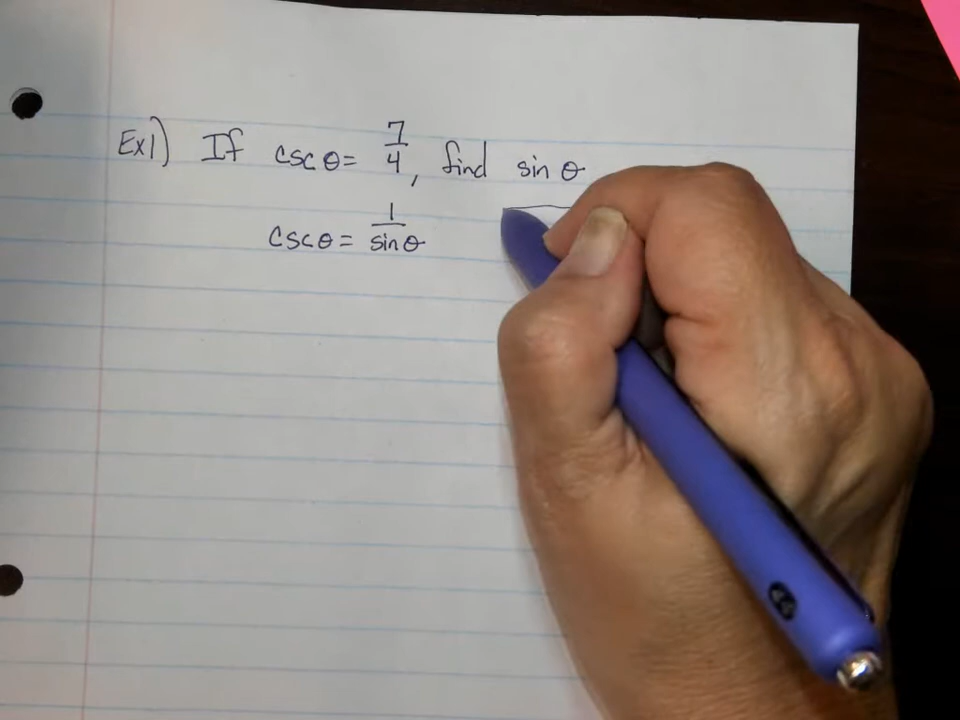 Ex1) If csc θ = 7/4, find sin θ
csc θ = 1/sin θ